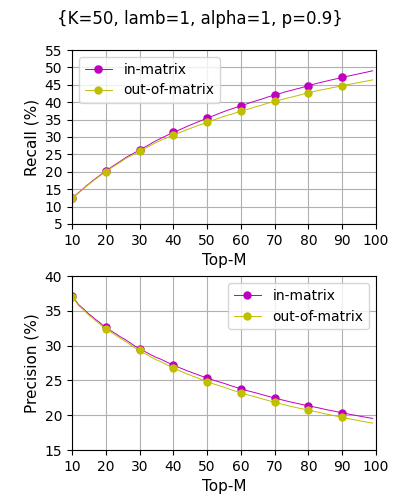 {K=50, lamb=1, alpha=1, p=0.9}
55
50
45
40
35
30
25
20
15
10
5
Recall (%)
in-matrix
out-of-matrix
10 20 30 40 50 60 70 80 90 100
Top-M
40
35
30
25
20
15
Precision (%)
in-matrix
out-of-matrix
10 20 30 40 50 60 70 80 90 100
Top-M